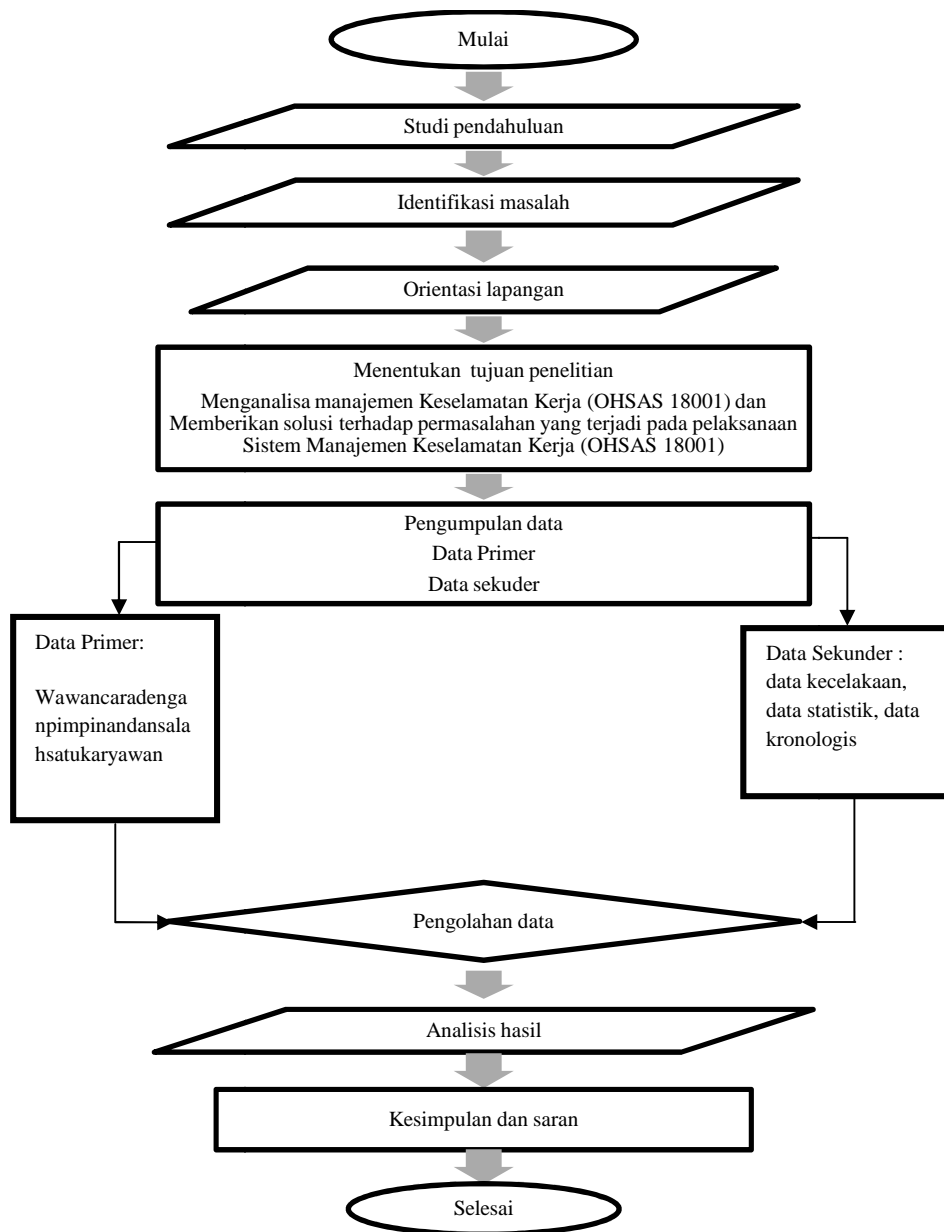 Mulai
Studi pendahuluan
Identifikasi masalah
Orientasi lapangan
Menentukan tujuan penelitian
Menganalisa manajemen Keselamatan Kerja (OHSAS 18001) dan
Memberikan solusi terhadap permasalahan yang terjadi pada pelaksanaan
Sistem Manajemen Keselamatan Kerja (OHSAS 18001)
Pengumpulan data
Data Primer
Data sekuder
Data Primer:
Wawancaradenga
npimpinandansala
hsatukaryawan
Data Sekunder :
data kecelakaan,
data statistik, data
kronologis
Pengolahan data
Analisis hasil
Kesimpulan dan saran
Selesai